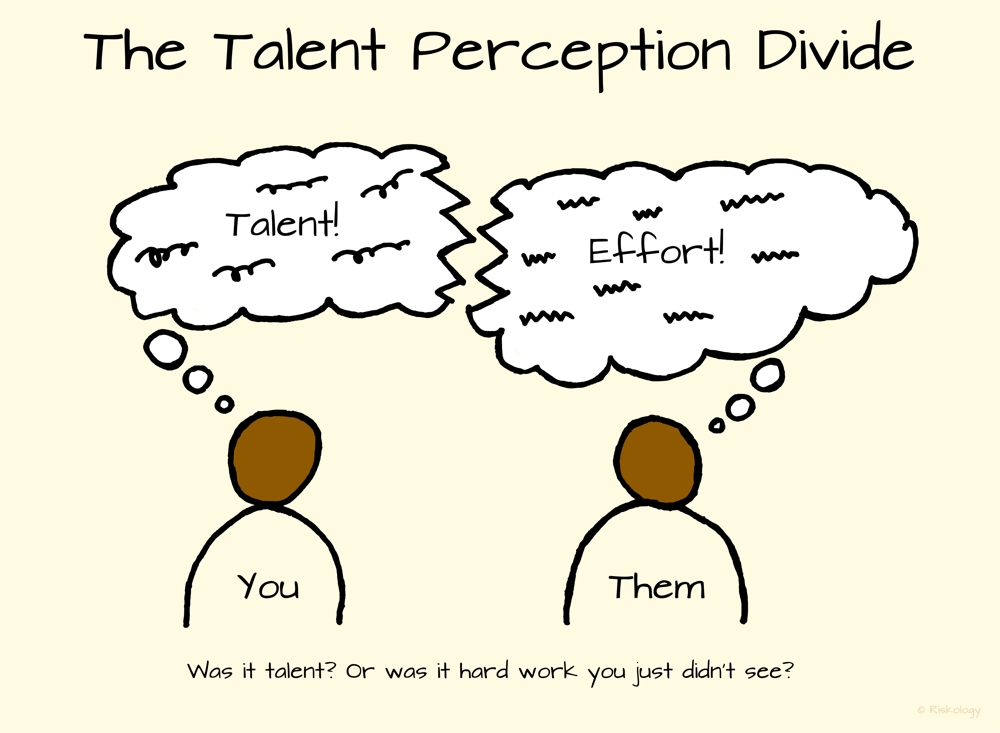 The Talent Perception Divide
Talent!
Effort!
You
Them
Was it talent? Or was it hard work you just didn't see?
© Riskology